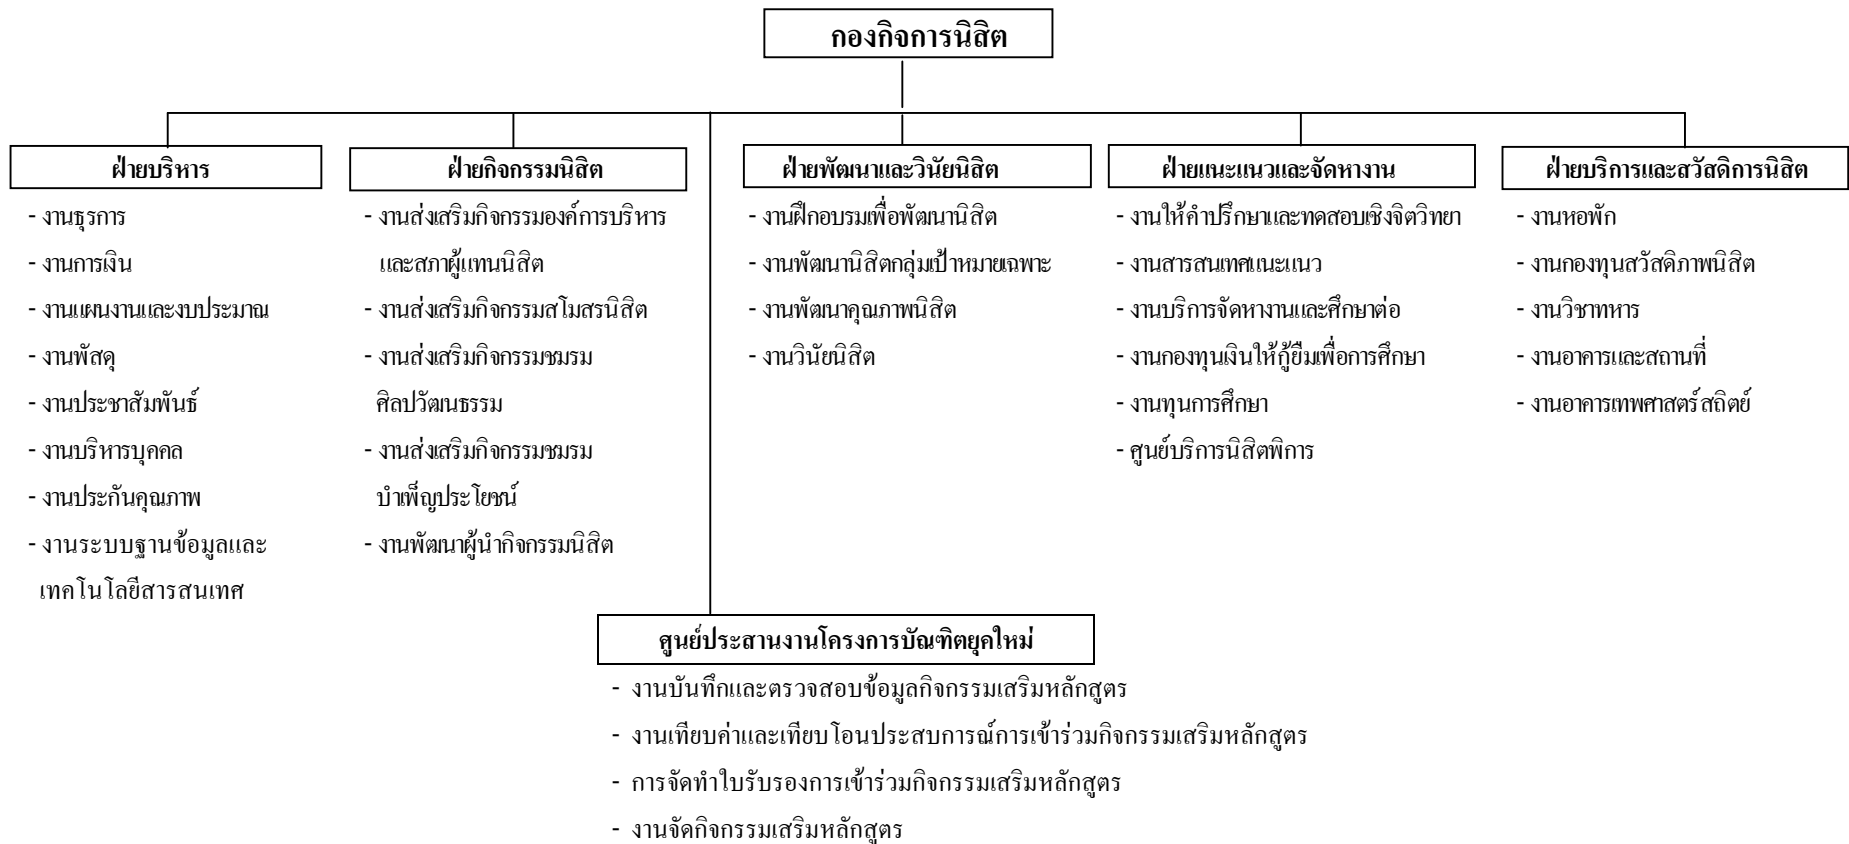 กองกิจการนิสิต
ฝ่ายบริหาร
- งานธุรการ
- งานการเงิน
- งานแผนงานและงบประมาณ
- งานพัสดุ
- งานประชาสัมพันธ์
- งานบริหารบุคคล
- งานประกันคุณภาพ
- งานระบบฐานข้อมูลและ
เทคโนโลยีสารสนเทศ
ฝ่ายกิจกรรมนิสิต
- งานส่งเสริมกิจกรรมองค์การบริหาร
และสภาผู้แทนนิสิต
- งานส่งเสริมกิจกรรมสโมสรนิสิต
- งานส่งเสริมกิจกรรมชมรม
ศิลปวัฒนธรรม
- งานส่งเสริมกิจกรรมชมรม
บำเพ็ญประโยชน์
- งานพัฒนาผู้นำกิจกรรมนิสิต
ฝ่ายพัฒนาและวินัยนิสิต
- งานฝึกอบรมเพื่อพัฒนานิสิต
- งานพัฒนานิสิตกลุ่มเป้าหมายเฉพาะ
- งานพัฒนาคุณภาพนิสิต
- งานวินัยนิสิต
ฝ่ายแนะแนวและจัดหางาน
- งานให้คำปรึกษาและทดสอบเชิงจิตวิทยา
- งานสารสนเทศแนะแนว
- งานบริการจัดหางานและศึกษาต่อ
- งานกองทุนเงินให้กู้ยืมเพื่อการศึกษา
- งานทุนการศึกษา
- ศูนย์บริการนิสิตพิการ
ฝ่ายบริการและสวัสดิการนิสิต
- งานหอพัก
- งานกองทุนสวัสดิภาพนิสิต
- งานวิชาทหาร
- งานอาคารและสถานที่
- งานอาคารเทพศาสตร์สถิตย์
ศูนย์ประสานงานโครงการบัณฑิตยุคใหม่
- งานบันทึกและตรวจสอบข้อมูลกิจกรรมเสริมหลักสูตร
- งานเทียบค่าและเทียบโอนประสบการณ์การเข้าร่วมกิจกรรมเสริมหลักสูตร
- การจัดทำใบรับรองการเข้าร่วมกิจกรรมเสริมหลักสูตร
- งานจัดกิจกรรมเสริมหลักสูตร